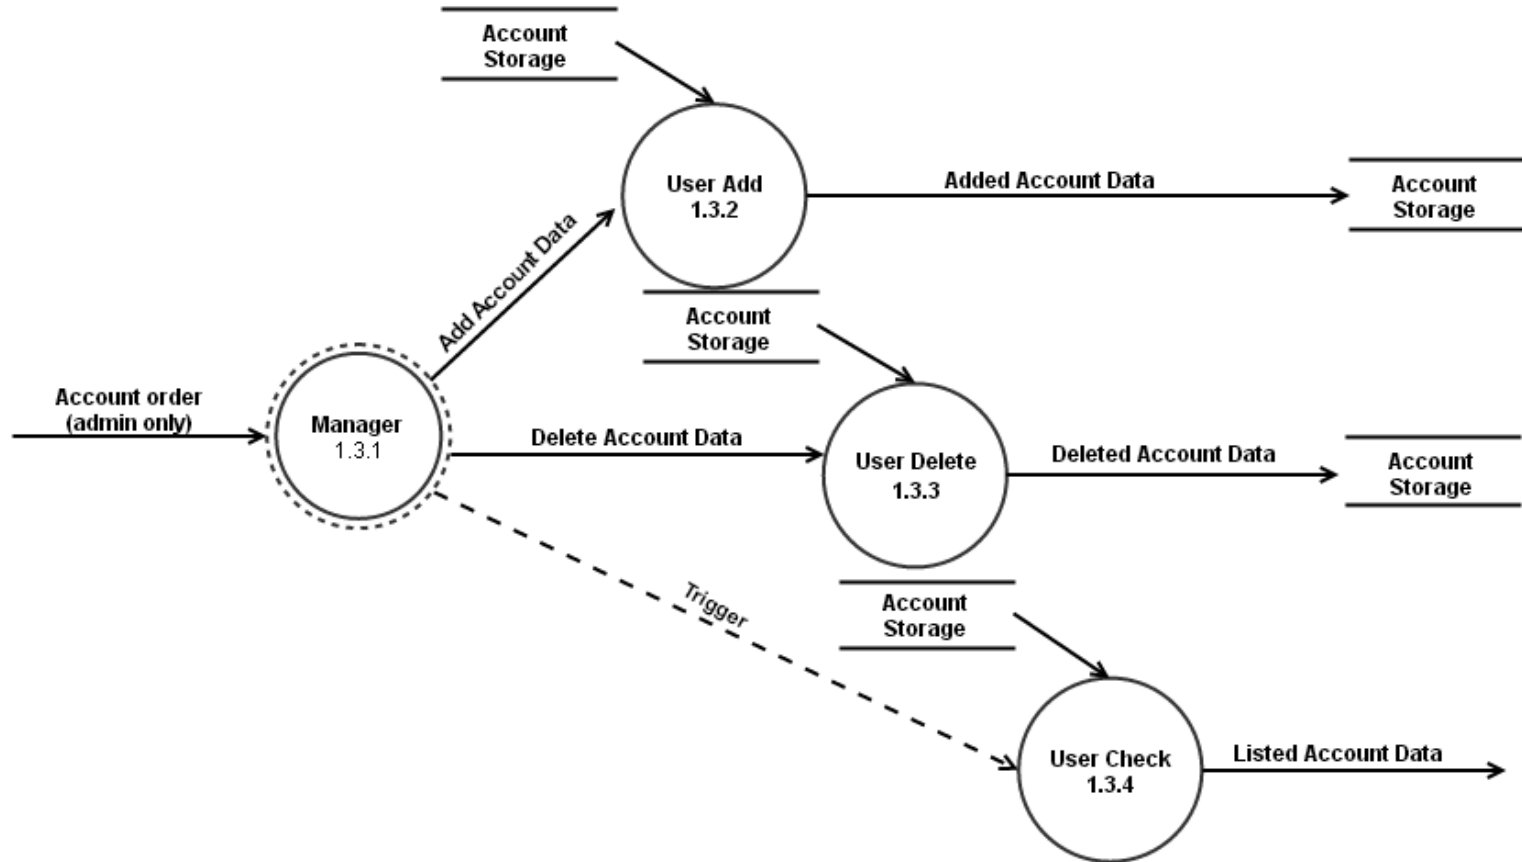 Account
Storage
User Add
1.3.2
Added Account Data
Account
Storage
Add Account Data
Account
Storage
Account order
(admin only)
Manager
1.3.1
Delete Account Data
User Delete
1.3.3
Deleted Account Data
Account
Storage
Trigger
Account
Storage
User Check
1.3.4
Listed Account Data